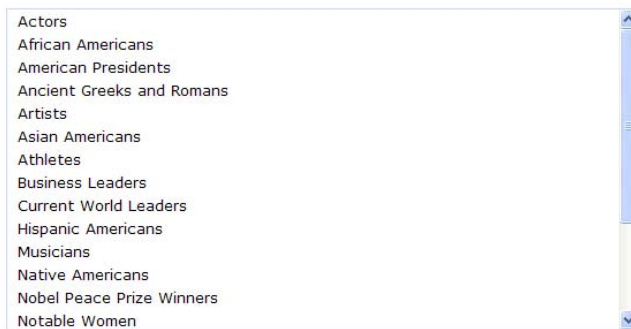 Actors
African Americans
American Presidents
Ancient Greeks and Romans
Artists
Asian Americans
Athletes
Business Leaders
Current World Leaders
Hispanic Americans
Musicians
Native Americans
Nobel Peace Prize Winners
Notable Women